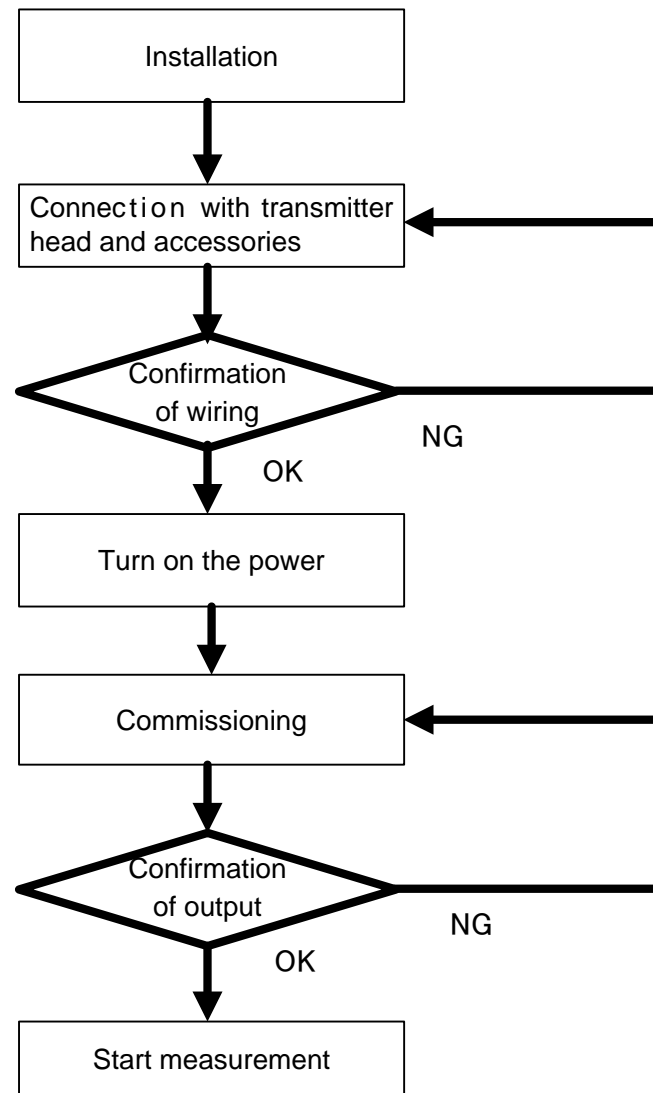 Installation
Connection with transmitter
head and accessories
Confirmation
of wiring
NG
OK
Turn on the power
Commissioning
Confirmation
of output
NG
OK
Start measurement